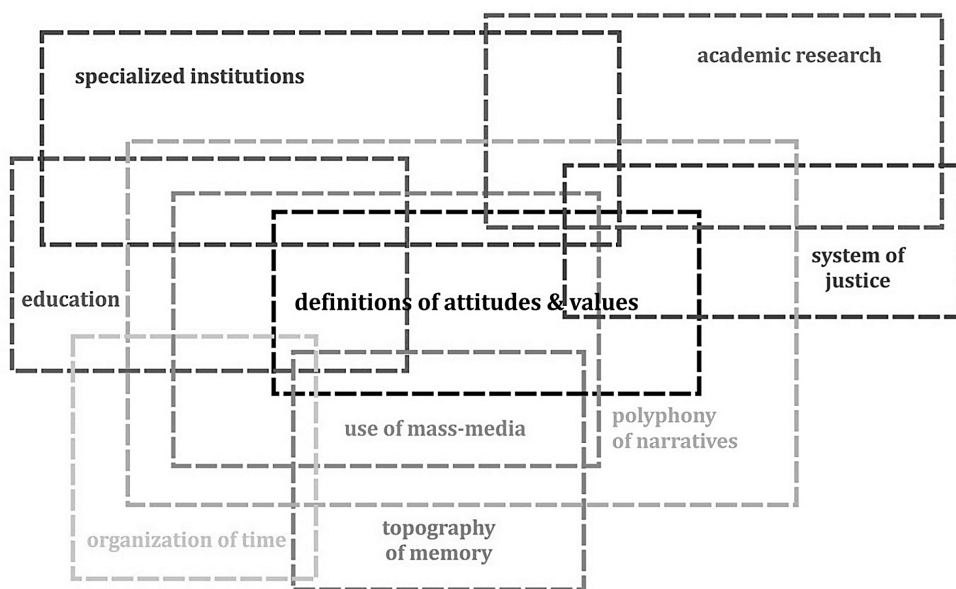 academic research
specialized institutions
system of
justice
education
definitions of attitudes & values
polyphony
of narratives
use of mass-media
organization of time
topography
of memory